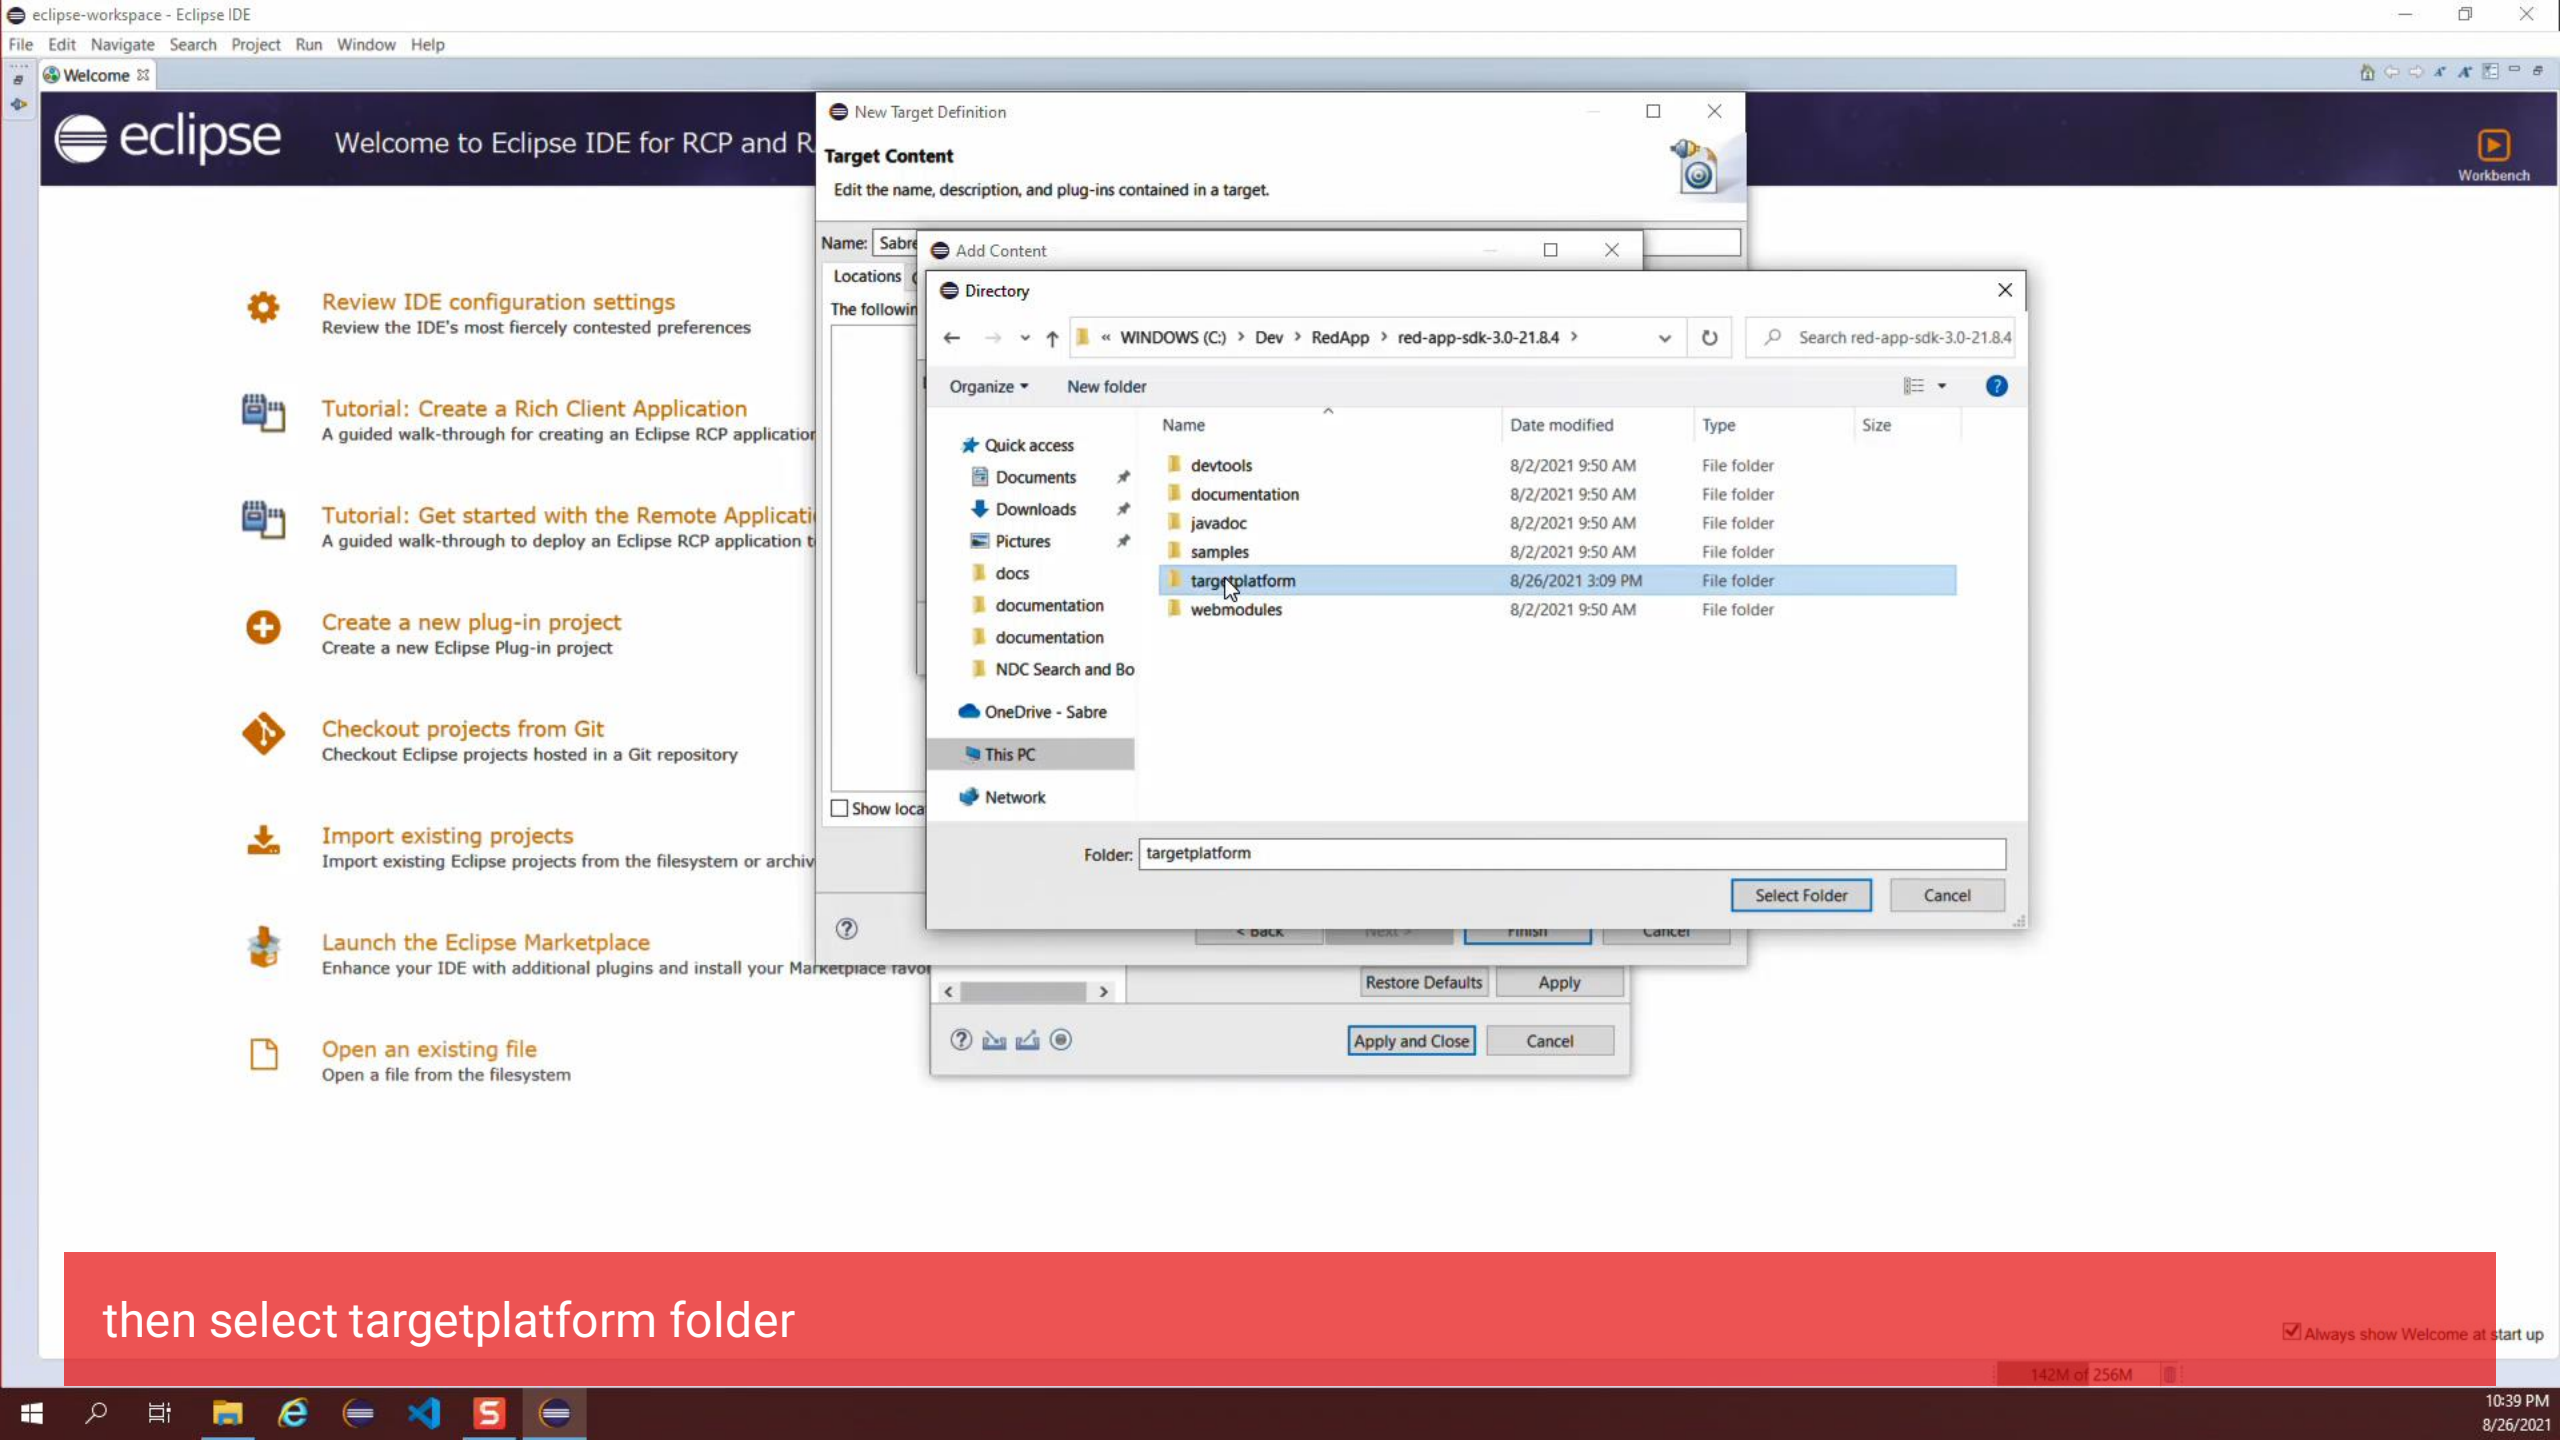 eclipse-workspace - Eclipse IDE
File Edit Navigate Search Project Run Window Help
Welcome
eclipse
Welcome to Eclipse IDE for RCP and R
Workbench
Review IDE configuration settings
Review the IDE's most fiercely contested preferences
Tutorial: Create a Rich Client Application
A guided walk-through for creating an Eclipse RCP application
Tutorial: Get started with the Remote Applicati
A guided walk-through to deploy an Eclipse RCP application t
Create a new plug-in project
Create a new Eclipse Plug-in project
Checkout projects from Git
Checkout Eclipse projects hosted in a Git repository
Import existing projects
Import existing Eclipse projects from the filesystem or archiv
Launch the Eclipse Marketplace
Enhance your IDE with additional plugins and install your Marketplace favor
Open an existing file
Open a file from the filesystem
New Target Definition
Target Content
Edit the name, description, and plug-ins contained in a target.
Name: Sabre
Locations
The followin
Show loca
Add Content
Directory
« WINDOWS (C:) > Dev > RedApp > red-app-sdk-3.0-21.8.4 >
Search red-app-sdk-3.0-21.8.4
Organize New folder
Name Date modified Type Size
Quick access
Documents
Downloads
Pictures
docs
documentation
documentation
NDC Search and Bo
OneDrive - Sabre
This PC
Network
devtools 8/2/2021 9:50 AM File folder
documentation 8/2/2021 9:50 AM File folder
javadoc 8/2/2021 9:50 AM File folder
samples 8/2/2021 9:50 AM File folder
targetplatform 8/26/2021 3:09 PM File folder
webmodules 8/2/2021 9:50 AM File folder
Folder: targetplatform
Select Folder Cancel
< Back Next > Finish Cancel
Restore Defaults Apply
Apply and Close Cancel
then select targetplatform folder
Always show Welcome at start up
142M of 256M
10:39 PM
8/26/2021